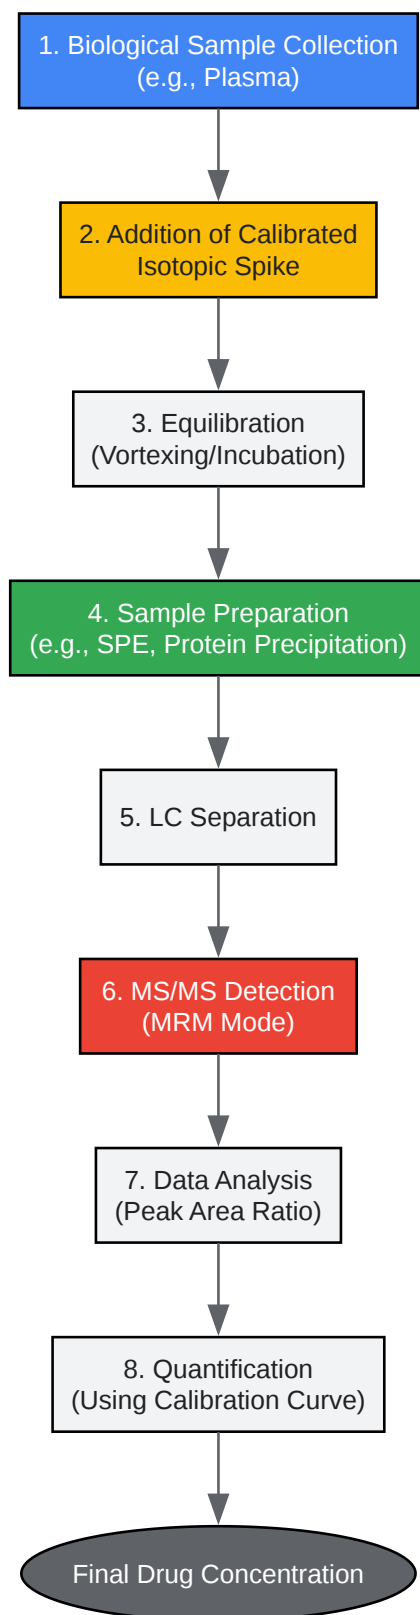 1. Biological Sample Collection
(e.g., Plasma)
2. Addition of Calibrated
Isotopic Spike
3. Equilibration
(Vortexing/Incubation)
4. Sample Preparation
(e.g., SPE, Protein Precipitation)
5. LC Separation
6. MS/MS Detection
(MRM Mode)
7. Data Analysis
(Peak Area Ratio)
8. Quantification
(Using Calibration Curve)
Final Drug Concentration